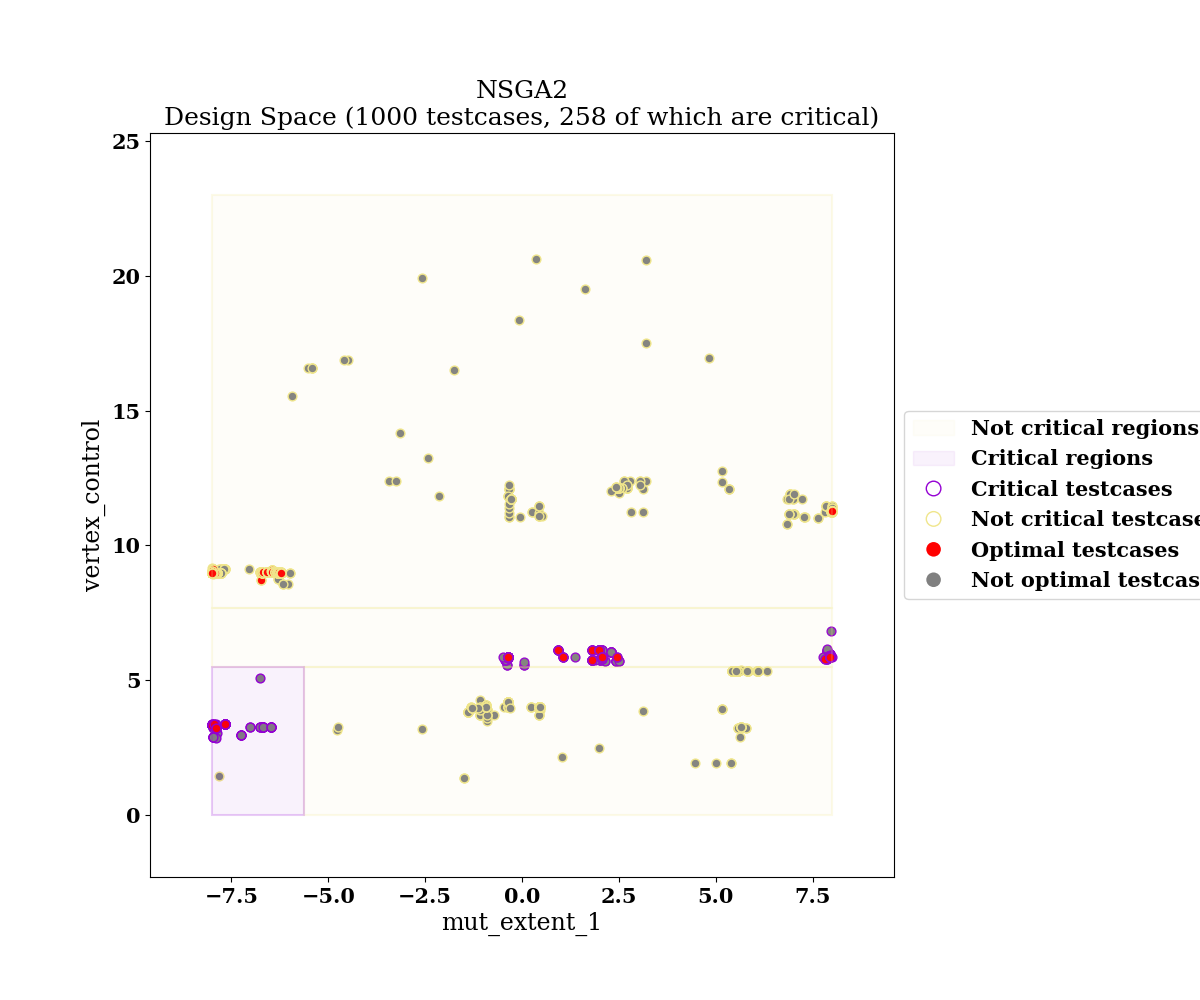 NSGA2
Design Space (1000 testcases, 258 of which are critical)
25
20
15
10
5
0
vertex_control
−7.5
−5.0
−2.5
0.0
2.5
5.0
7.5
mut_extent_1
Not critical regions
Critical regions
Critical testcases
Not critical testcase
Optimal testcases
Not optimal testcas